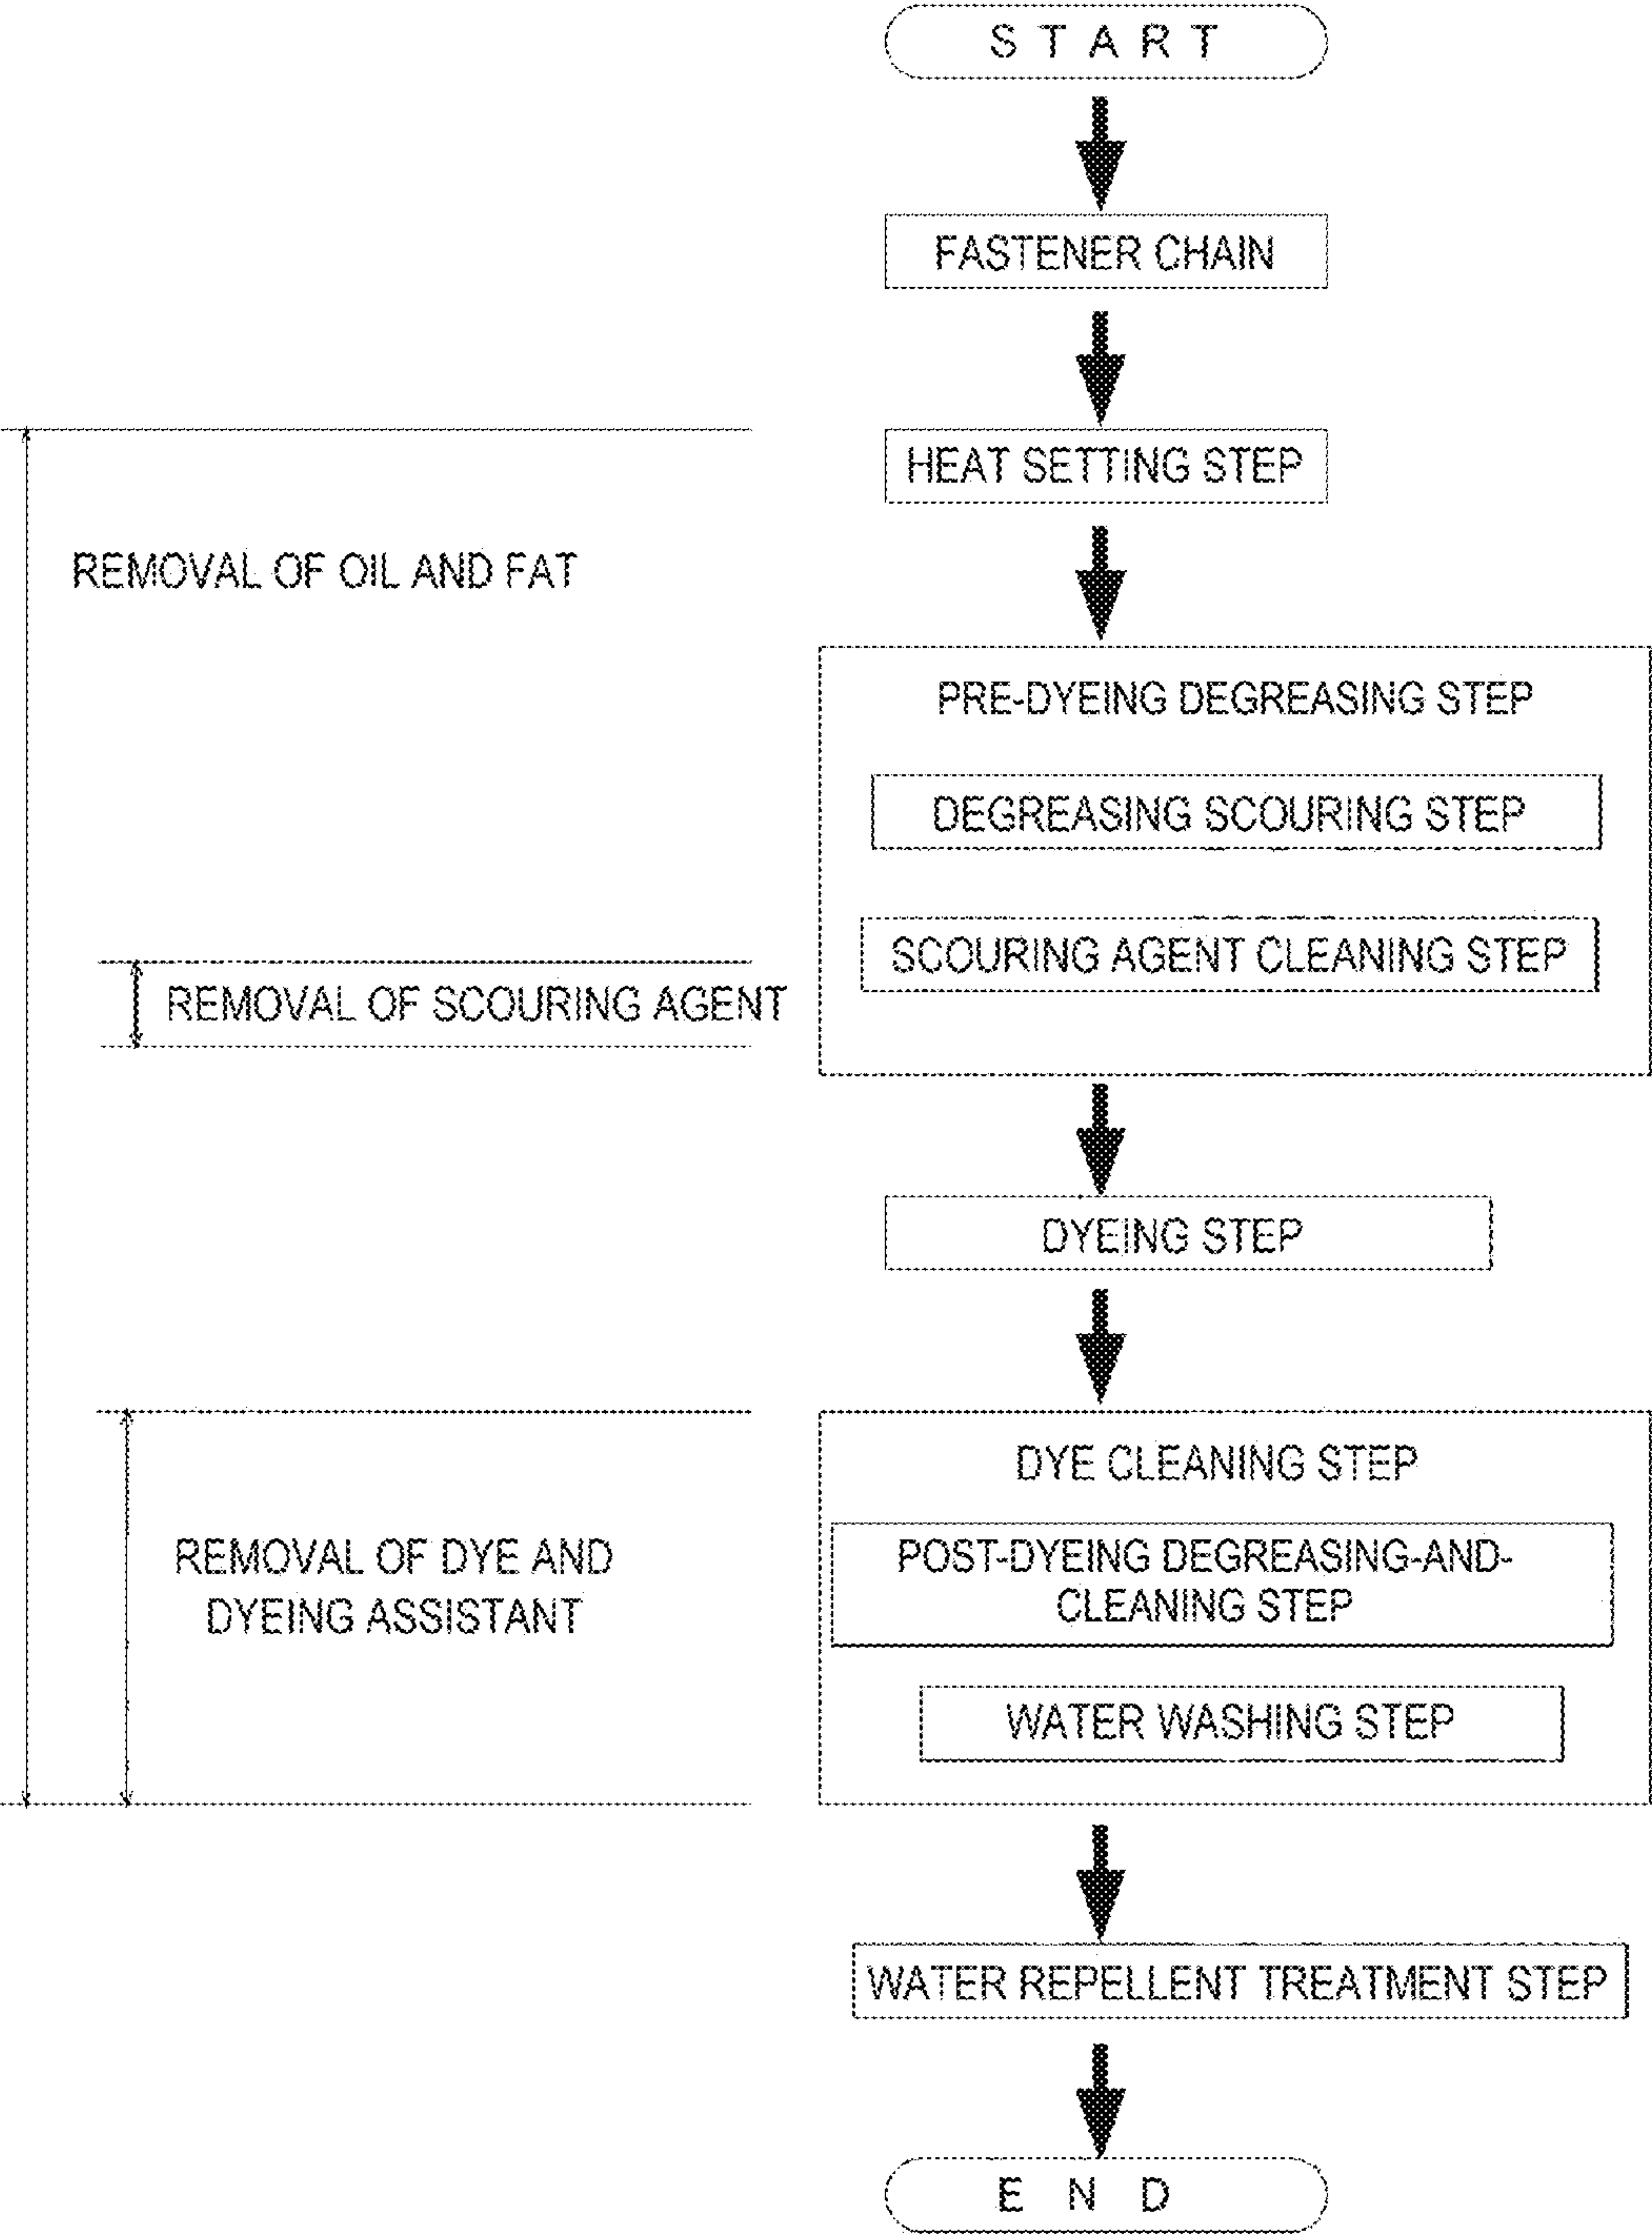 START
FASTENER CHAIN
HEAT SETTING STEP
REMOVAL OF OIL AND FAT
PRE-DYEING DEGREASING STEP
DEGREASING SCOURING STEP
SCOURING AGENT CLEANING STEP
REMOVAL OF SCOURING AGENT
DYEING STEP
DYE CLEANING STEP
POST-DYEING DEGREASING-AND-
CLEANING STEP
REMOVAL OF DYE AND
DYEING ASSISTANT
WATER WASHING STEP
WATER REPELLENT TREATMENT STEP
END